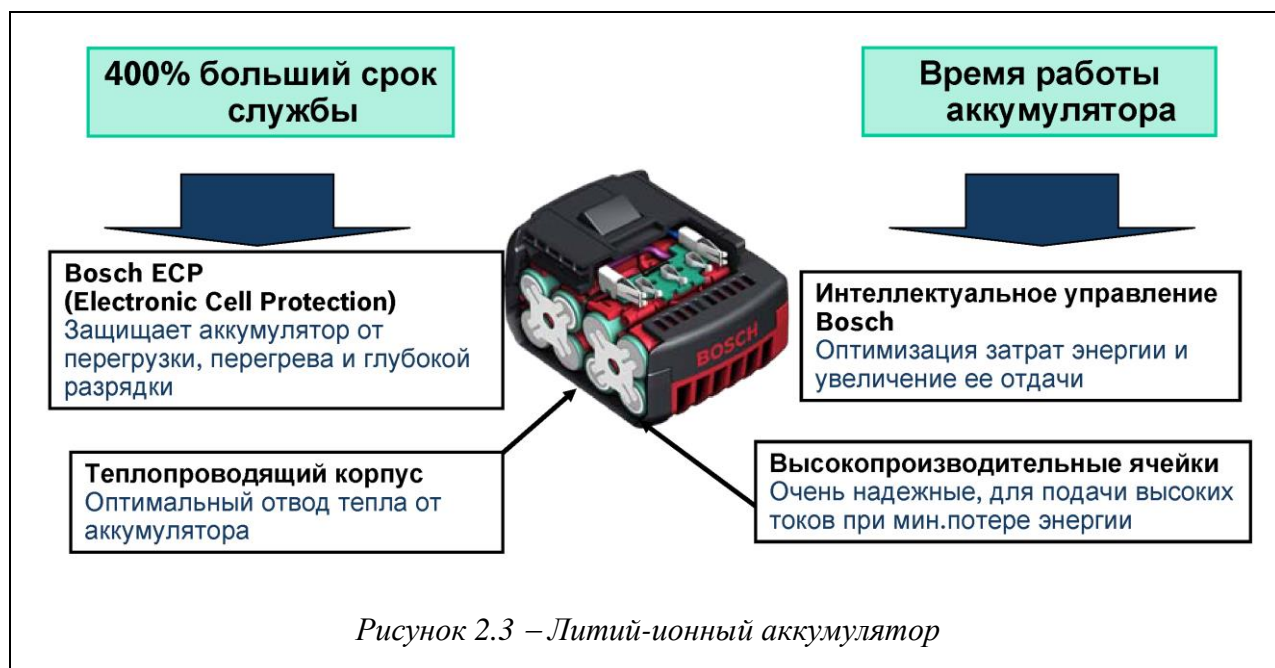 400% больший срок
службы
Время работы
аккумулятора
Bosch ECP
(Electronic Cell Protection)
Защищает аккумулятор от
перегрузки, перегрева и глубокой
разрядки
BOSCH
Интеллектуальное управление
Bosch
Оптимизация затрат энергии и
увеличение ее отдачи
Теплопроводящий корпус
Оптимальный отвод тепла от
аккумулятора
Высокопроизводительные ячейки
Очень надежные, для подачи высоких
токов при мин.потере энергии
Рисунок 2.3 – Литий-ионный аккумулятор